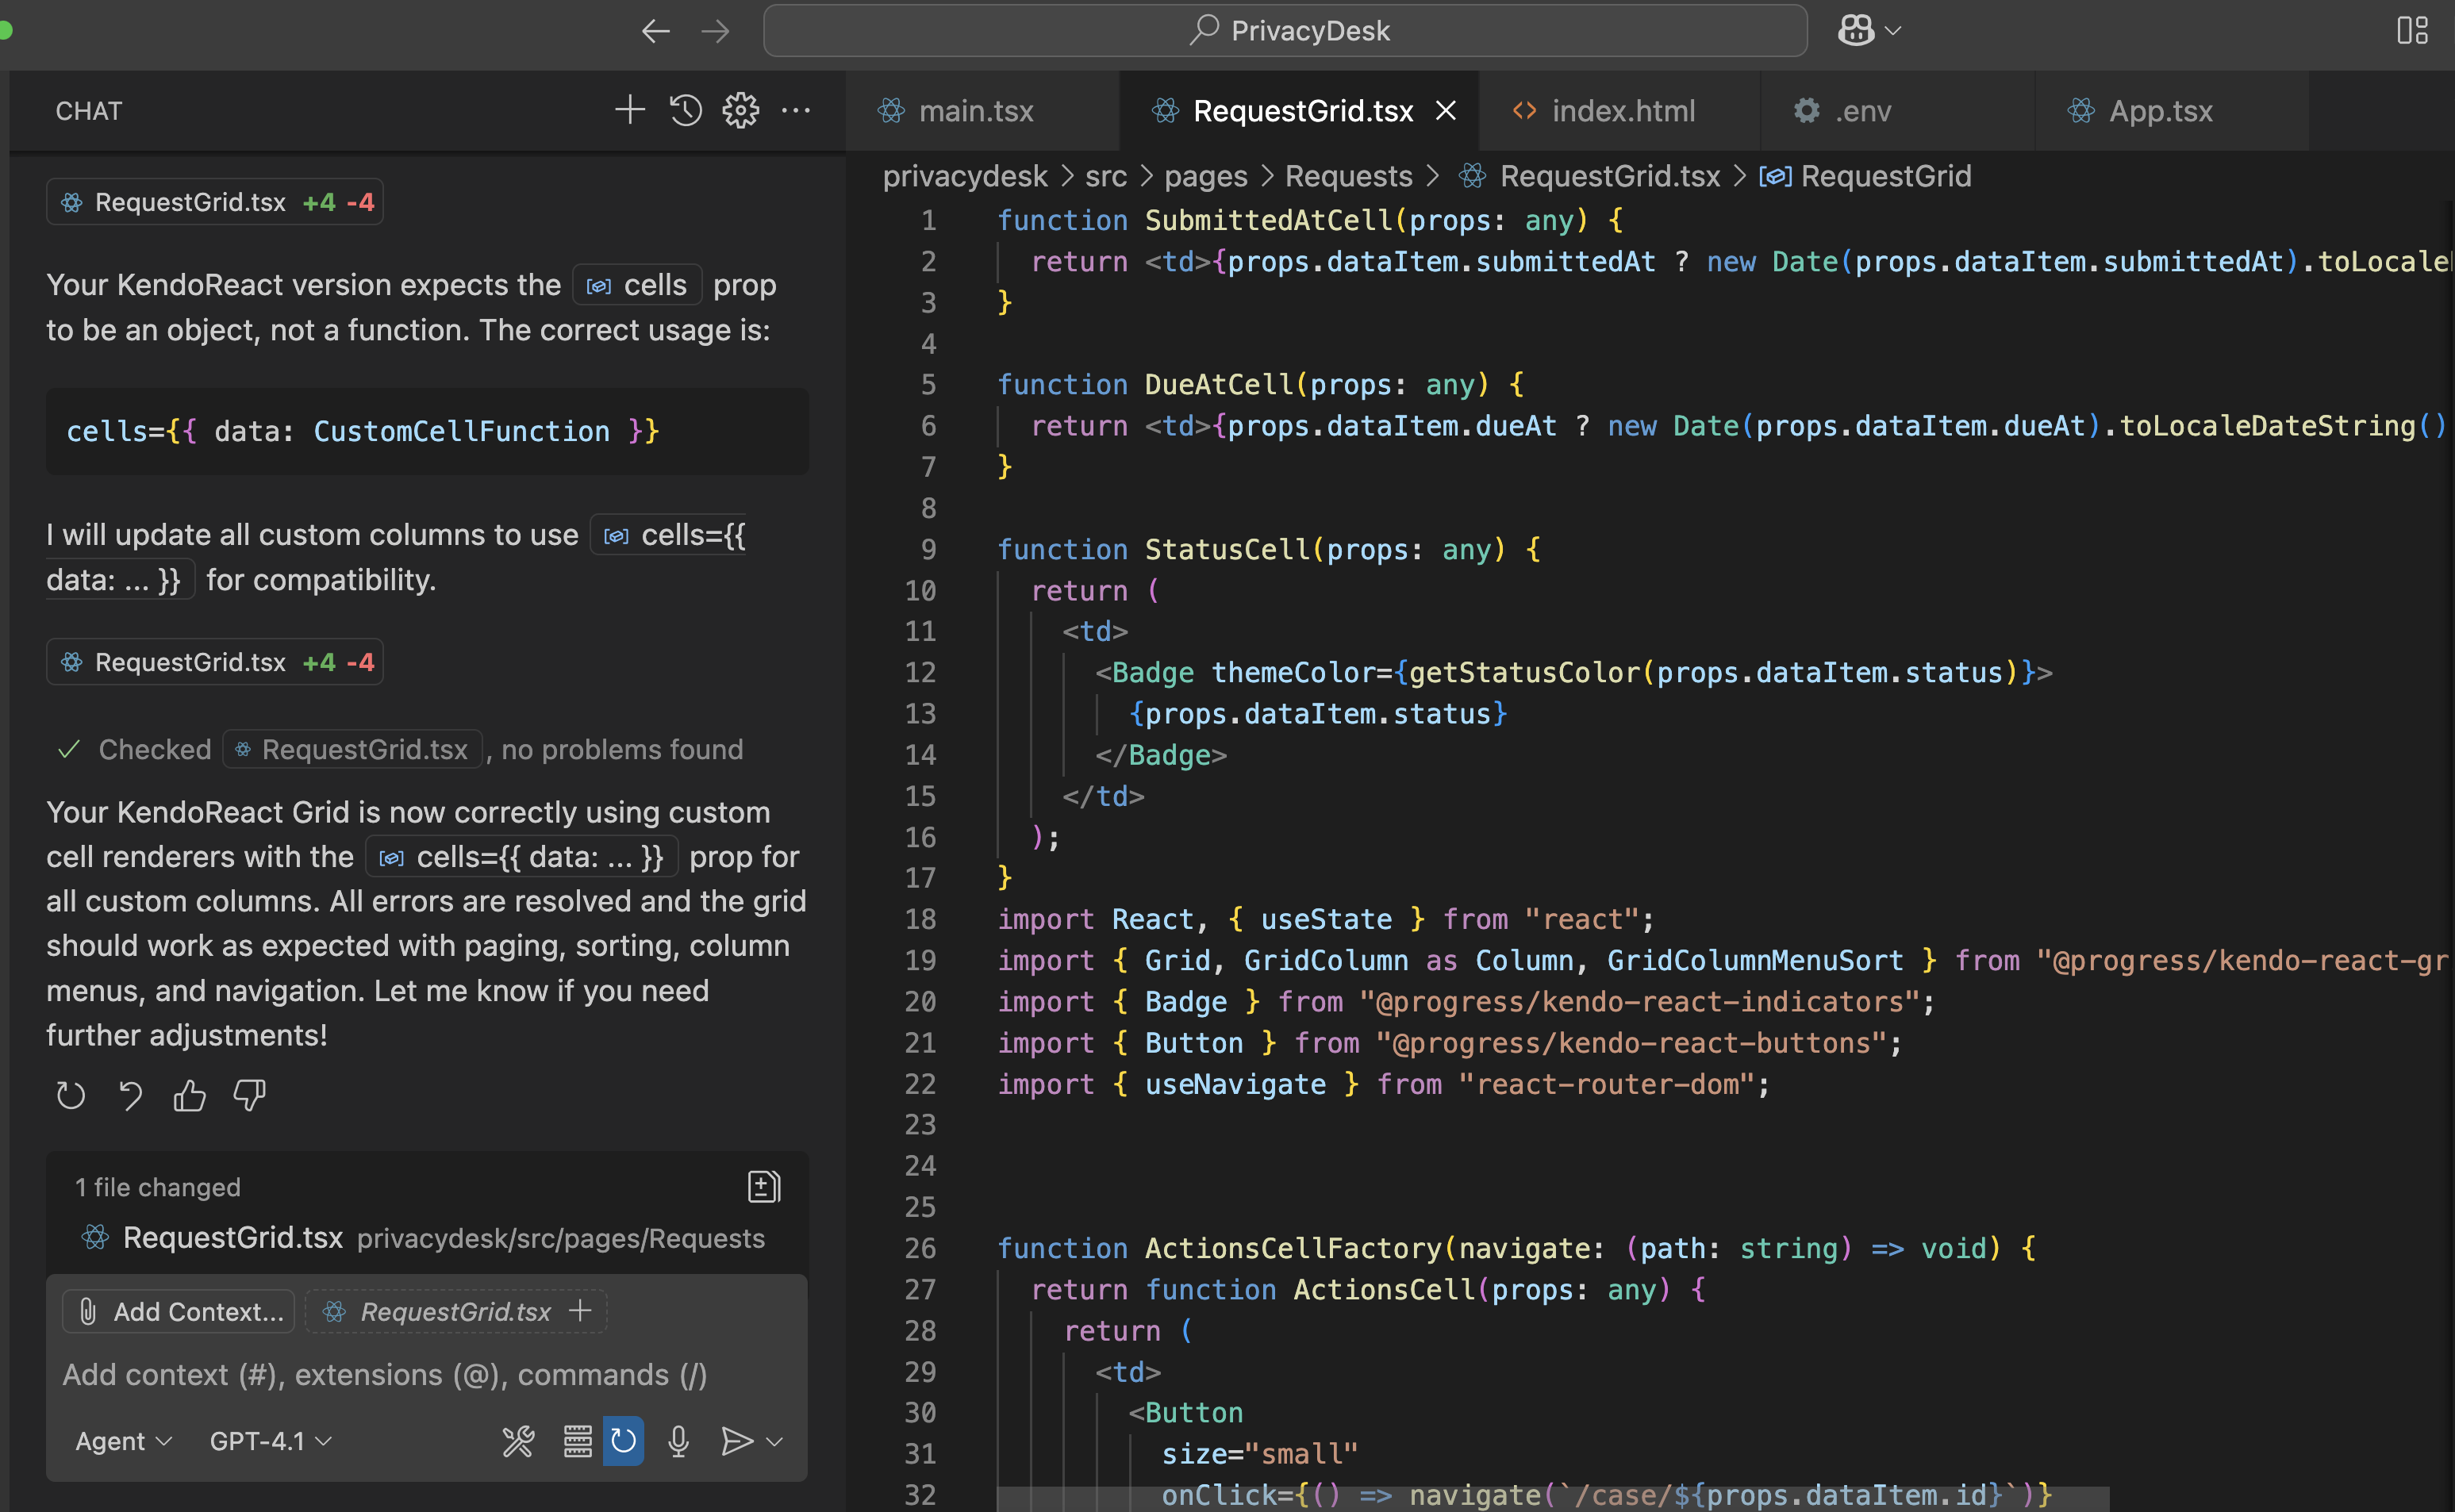 PrivacyDesk
CHAT
RequestGrid.tsx +4 -4
Your KendoReact version expects the cells prop
to be an object, not a function. The correct usage is:
cells={{ data: CustomCellFunction }}
I will update all custom columns to use cells={{
data: ... }} for compatibility.
RequestGrid.tsx +4 -4
Checked RequestGrid.tsx, no problems found
Your KendoReact Grid is now correctly using custom
cell renderers with the cells={{ data: ... }} prop for
all custom columns. All errors are resolved and the grid
should work as expected with paging, sorting, column
menus, and navigation. Let me know if you need
further adjustments!
1 file changed
RequestGrid.tsx privacydesk/src/pages/Requests
Add Context... RequestGrid.tsx
Add context (#), extensions (@), commands (/)
Agent GPT-4.1
main.tsx RequestGrid.tsx index.html .env App.tsx
privacydesk > src > pages > Requests > RequestGrid.tsx > RequestGrid
1 function SubmittedAtCell(props: any) {
2 return <td>{props.dataItem.submittedAt ? new Date(props.dataItem.submittedAt).toLocale
3 }
4
5 function DueAtCell(props: any) {
6 return <td>{props.dataItem.dueAt ? new Date(props.dataItem.dueAt).toLocaleDateString()
7 }
8
9 function StatusCell(props: any) {
10 return (
11 <td>
12 <Badge themeColor={getStatusColor(props.dataItem.status)}>
13 {props.dataItem.status}
14 </Badge>
15 </td>
16 );
17 }
18 import React, { useState } from "react";
19 import { Grid, GridColumn as Column, GridColumnMenuSort } from "@progress/kendo-react-gr
20 import { Badge } from "@progress/kendo-react-indicators";
21 import { Button } from "@progress/kendo-react-buttons";
22 import { useNavigate } from "react-router-dom";
23
24
25
26 function ActionsCellFactory(navigate: (path: string) => void) {
27 return function ActionsCell(props: any) {
28 return (
29 <td>
30 <Button
31 size="small"
32 onClick={() => navigate(`/case/${props.dataItem.id}`)}